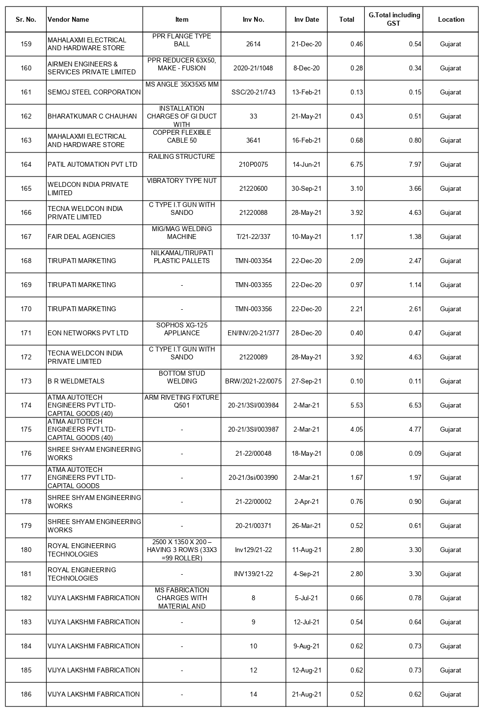 Sr. No. Vendor Name Item Inv No. Inv Date Total G.Total including GST Location
159 MAHALAXMI ELECTRICAL AND HARDWARE STORE PPR FLANGE TYPE BALL 2614 21-Dec-20 0.46 0.54 Gujarat
160 AIRMEN ENGINEERS & SERVICES PRIVATE LIMITED PPR REDUCER 63X50, MAKE - FUSION 2020-21/1048 8-Dec-20 0.28 0.34 Gujarat
161 SEMOJ STEEL CORPORATION MS ANGLE 35X35X5 MM SSC/20-21/743 13-Feb-21 0.13 0.15 Gujarat
162 BHARATKUMAR C CHAUHAN INSTALLATION CHARGES OF GI DUCT WITH 33 21-May-21 0.43 0.51 Gujarat
163 MAHALAXMI ELECTRICAL AND HARDWARE STORE COPPER FLEXIBLE CABLE 50 3641 16-Feb-21 0.68 0.80 Gujarat
164 PATIL AUTOMATION PVT LTD RAILING STRUCTURE 210P0075 14-Jun-21 6.75 7.97 Gujarat
165 WELDCON INDIA PRIVATE LIMITED VIBRATORY TYPE NUT 21220600 30-Sep-21 3.10 3.66 Gujarat
166 TECNA WELDCON INDIA PRIVATE LIMITED C TYPE I.T GUN WITH SANDO 21220088 28-May-21 3.92 4.63 Gujarat
167 FAIR DEAL AGENCIES MIG/MAG WELDING MACHINE T/21-22/337 10-May-21 1.17 1.38 Gujarat
168 TIRUPATI MARKETING NILKAMAL/TIRUPATI PLASTIC PALLETS TMN-003354 22-Dec-20 2.09 2.47 Gujarat
169 TIRUPATI MARKETING - TMN-003355 22-Dec-20 0.97 1.14 Gujarat
170 TIRUPATI MARKETING - TMN-003356 22-Dec-20 2.21 2.61 Gujarat
171 EON NETWORKS PVT LTD SOPHOS XG-125 APPLIANCE EN/INV/20-21/377 28-Dec-20 0.40 0.47 Gujarat
172 TECNA WELDCON INDIA PRIVATE LIMITED C TYPE I.T GUN WITH SANDO 21220089 28-May-21 3.92 4.63 Gujarat
173 B R WELDMETALS BOTTOM STUD WELDING BRW/2021-22/0075 27-Sep-21 0.10 0.11 Gujarat
174 ATMA AUTOTECH ENGINEERS PVT LTD-CAPITAL GOODS (40) ARM RIVETING FIXTURE Q501 20-21/3SI/003984 2-Mar-21 5.53 6.53 Gujarat
175 ATMA AUTOTECH ENGINEERS PVT LTD-CAPITAL GOODS (40) - 20-21/3SI/003987 2-Mar-21 4.05 4.77 Gujarat
176 SHREE SHYAM ENGINEERING WORKS - 21-22/00048 18-May-21 0.08 0.09 Gujarat
177 ATMA AUTOTECH ENGINEERS PVT LTD-CAPITAL GOODS - 20-21/3si/003990 2-Mar-21 1.67 1.97 Gujarat
178 SHREE SHYAM ENGINEERING WORKS - 21-22/00002 2-Apr-21 0.76 0.90 Gujarat
179 SHREE SHYAM ENGINEERING WORKS - 20-21/00371 26-Mar-21 0.52 0.61 Gujarat
180 ROYAL ENGINEERING TECHNOLOGIES 2500 X 1350 X 200 – HAVING 3 ROWS (33X3 =99 ROLLER) Inv129/21-22 11-Aug-21 2.80 3.30 Gujarat
181 ROYAL ENGINEERING TECHNOLOGIES - INV139/21-22 4-Sep-21 2.80 3.30 Gujarat
182 VIJYA LAKSHMI FABRICATION MS FABRICATION CHARGES WITH MATERIAL AND 8 5-Jul-21 0.66 0.78 Gujarat
183 VIJYA LAKSHMI FABRICATION - 9 12-Jul-21 0.54 0.64 Gujarat
184 VIJYA LAKSHMI FABRICATION - 10 9-Aug-21 0.62 0.73 Gujarat
185 VIJYA LAKSHMI FABRICATION - 12 12-Aug-21 0.62 0.73 Gujarat
186 VIJYA LAKSHMI FABRICATION - 14 21-Aug-21 0.52 0.62 Gujarat